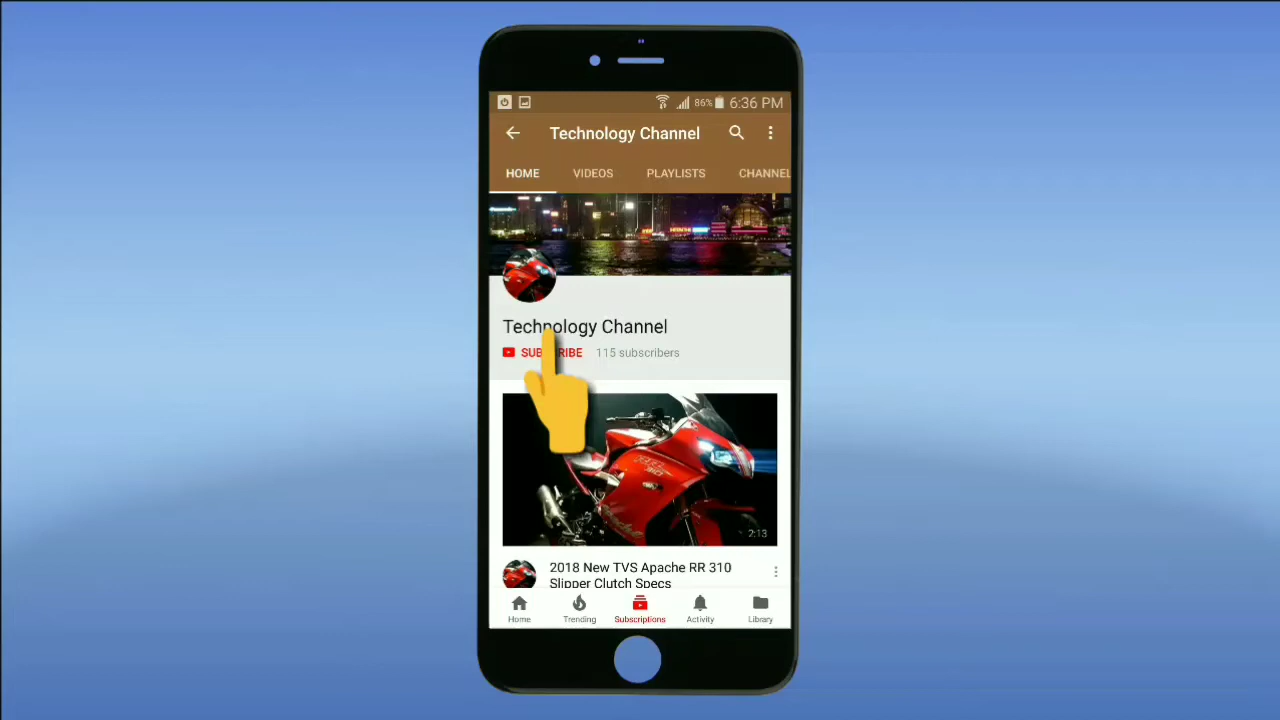 86% 6:36 PM
Technology Channel
HOME VIDEOS PLAYLISTS CHANNEL
Technology Channel
SUBSCRIBE 115 subscribers
2:13
2018 New TVS Apache RR 310
Slipper Clutch Specs
Home Trending Subscriptions Activity Library